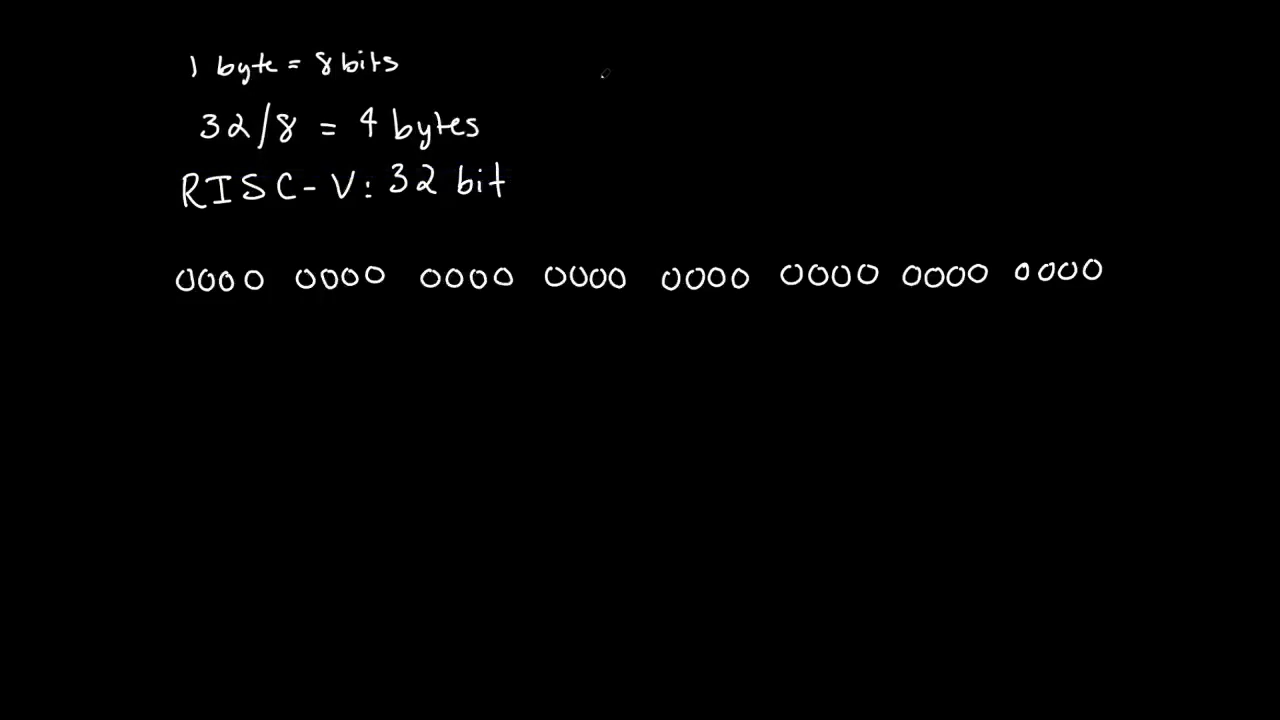 1 byte = 8 bits
32/8 = 4 bytes
RISC-V: 32 bit
0000 0000 0000 0000 0000 0000 0000 0000